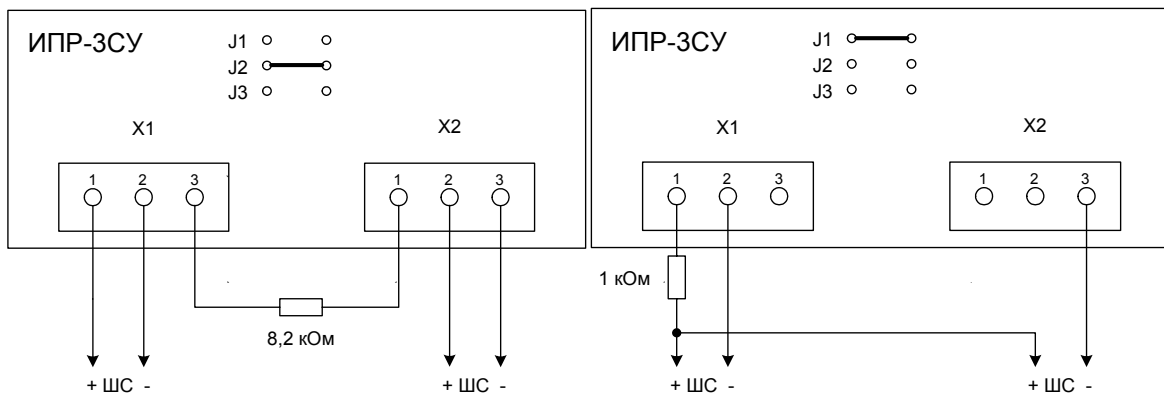 ИПР-3СУ
J1
J2
J3
X1
X2
1 2 3
1 2 3
8,2 кОм
+ ШС -
+ ШС -
ИПР-3СУ
J1
J2
J3
X1
X2
1 2 3
1 2 3
1 кОм
+ ШС -
+ ШС -